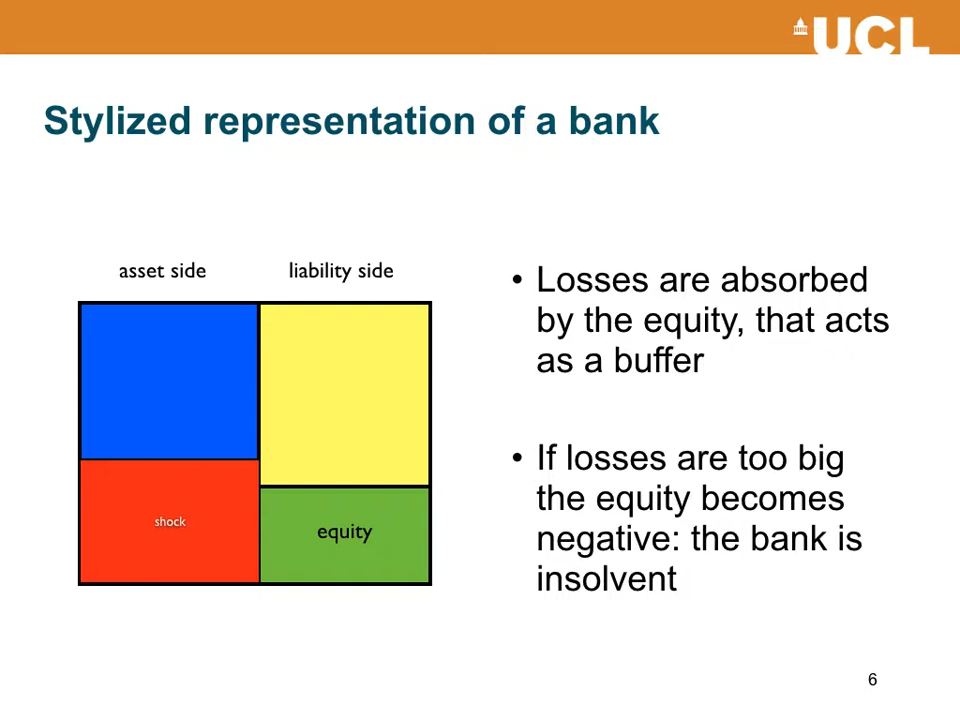 UCL
Stylized representation of a bank
asset side
liability side
shock
equity
• Losses are absorbed
by the equity, that acts
as a buffer
• If losses are too big
the equity becomes
negative: the bank is
insolvent
6